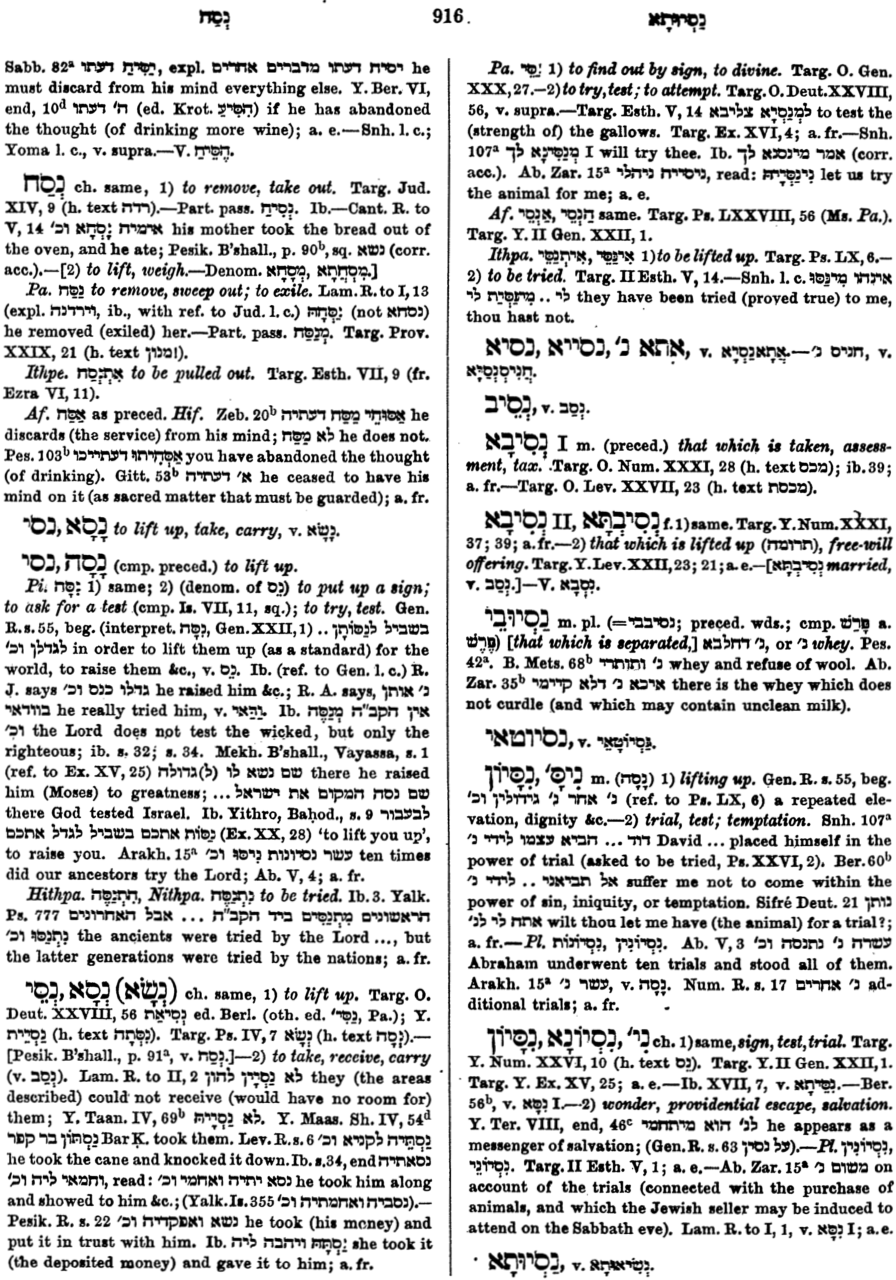 נְסַח
916
נַסְיוּתָא
Sabb. 82ᵃ יַסִּיחַ דעתו, expl. יסיח דעתו מדברים אחרים he
must discard from his mind everything else. Y. Ber. VI,
end, 10ᵈ ה' דעתו (ed. Krot. הִסִּיעַ) if he has abandoned
the thought (of drinking more wine); a. e.—Snh. l. c.;
Yoma l. c., v. supra.—V. הֶסֵּיחַ.
נְסַח ch. same, 1) to remove, take out. Targ. Jud.
XIV, 9 (h. text רדה).—Part. pass. נְסִיחַ. Ib.—Cant. R. to
V, 14 אימיה נָסְחָא וכ' his mother took the bread out of
the oven, and he ate; Pesik. B'shall., p. 90ᵇ, sq. נשא (corr.
acc.).—[2) to lift, weigh.—Denom. מַסְחֲתָא, מַסְחָא.]
Pa. נַסַּח to remove, sweep out; to exile. Lam. R. to I, 13
(expl. וירדנה, ib., with ref. to Jud. l. c.) נַסְּחָהּ (not נסחא)
he removed (exiled) her.—Part. pass. מְנַסַּח. Targ. Prov.
XXIX, 21 (h. text מנון!).
Ithpe. אִתְנְסַח to be pulled out. Targ. Esth. VII, 9 (fr.
Ezra VI, 11).
Af. אַסַּח as preced. Hif. Zeb. 20ᵇ אַסּוּחֵי מַסַּח דעתיה he
discards (the service) from his mind; לא מַסַּח he does not.
Pes. 103ᵇ אַסַּחִיתוּ דעתייכו you have abandoned the thought
(of drinking). Gitt. 53ᵇ א' דעתיה he ceased to have his
mind on it (as sacred matter that must be guarded); a. fr.
נָסָא, נְסֹי to lift up, take, carry, v. נָשָׂא.
נָסָה, נסי (cmp. preced.) to lift up.
Pi. נִסָּה 1) same; 2) (denom. of נֵס) to put up a sign;
to ask for a test (cmp. Is. VII, 11, sq.); to try, test. Gen.
R. s. 55, beg. (interpret. נִסָּה, Gen. XXII, 1) בשביל לנַסּוֹתָן ..
לגדלן וכ' in order to lift them up (as a standard) for the
world, to raise them &c., v. נֵס. Ib. (ref. to Gen. l. c.) R.
J. says גדלו כנס וכ' he raised him &c.; R. A. says, נ' אותן
בוודאי he really tried him, v. וַדַּאי. Ib. אין הקב"ה מְנַסֶּה
וכ' the Lord does not test the wicked, but only the
righteous; ib. s. 32; s. 34. Mekh. B'shall., Vayassa, s. 1
(ref. to Ex. XV, 25) שם נשא לו (ל)גדולה there he raised
him (Moses) to greatness; ... שם נסה המקום את ישראל
there God tested Israel. Ib. Yithro, Baḥod., s. 9 לבעבור
נַסּוֹת אתכם בשביל לגדל אתכם (Ex. XX, 28) 'to lift you up',
to raise you. Arakh. 15ᵃ עשר נסיונות נִיסּוּ וכ' ten times
did our ancestors try the Lord; Ab. V, 4; a. fr.
Hithpa. הִתְנַסֶּה, Nithpa. נִתְנַסֶּה to be tried. Ib. 3. Yalk.
Ps. 777 הראשונים מִתְנַסִּים ביד הקב"ה ... אבל האחרונים
נִתְנַסּוּ וכ' the ancients were tried by the Lord ..., but
the latter generations were tried by the nations; a. fr.
נָסָא, נְסֵי (נְשָׂא) ch. same, 1) to lift up. Targ. O.
Deut. XXVIII, 56 נְסִיאַת ed. Berl. (oth. ed. נַסִּי', Pa.); Y.
נַסְיַית (h. text נִסְּתָה). Targ. Ps. IV, 7 נְשָׂא (h. text נְסָה).—
[Pesik. B'shall., p. 91ᵃ, v. נְסַח.]—2) to take, receive, carry
(v. נְסַב). Lam. R. to II, 2 לא נַסְיָין להון they (the areas
described) could not receive (would have no room for)
them; Y. Taan. IV, 69ᵇ לא נַסְיָיה. Y. Maas. Sh. IV, 54ᵈ
נַסְתּוֹן בר קפר Bar Ḳ. took them. Lev. R. s. 6 נַסְתֵּיהּ לקניא וכ'
he took the cane and knocked it down. Ib. s. 34, end נסאתיה
וחמאי ליה וכ', read: נסא יתיה ואחמי וכ' he took him along
and showed to him &c.; (Yalk. Is. 355 נסביה ואחמתיה וכ').—
Pesik. R. s. 22 נשא ואפקדיה וכ' he took (his money) and
put it in trust with him. Ib. נַסְתָּהּ ויהבה ליה she took it
(the deposited money) and gave it to him; a. fr.
Pa. נַסֵּי 1) to find out by sign, to divine. Targ. O. Gen.
XXX, 27.—2) to try, test; to attempt. Targ. O. Deut. XXVIII,
56, v. supra.—Targ. Esth. V, 14 לִמְנַסְּיָא צליבא to test the
(strength of) the gallows. Targ. Ex. XVI, 4; a. fr.—Snh.
107ᵃ מְנַסֵּינָא לך I will try thee. Ib. אמר מינסנא לך (corr.
acc.). Ab. Zar. 15ᵃ ניסייה ניהלי, read: נִינַסְּיֵיהּ let us try
the animal for me; a. e.
Af. אַנְסֵי, הַנְסֵי same. Targ. Ps. LXXVIII, 56 (Ms. Pa.).
Targ. Y. II Gen. XXII, 1.
Ithpa. אִיתְנַסֵּי, אִינַּסֵּי 1) to be lifted up. Targ. Ps. LX, 6.—
2) to be tried. Targ. II Esth. V, 14.—Snh. l. c. אינהו מִינַּסּוּ
לי .. מִתְנַסֵּית לי they have been tried (proved true) to me,
thou hast not.
נסיא, נסייא, אִתא נ', v. אֲתָאנַסְיָא.—חניס נ', v.
חֲנִיסְנַסְיָא.
נְסֵיב, v. נְסַב.
נְסִיבָא I m. (preced.) that which is taken, assess-
ment, tax. Targ. O. Num. XXXI, 28 (h. text מכס); ib. 39;
a. fr.—Targ. O. Lev. XXVII, 23 (h. text מכסת).
נְסִיבָא II, נְסִיבְתָּא f. 1) same. Targ. Y. Num. XXXI,
37; 39; a. fr.—2) that which is lifted up (תרומה), free-will
offering. Targ. Y. Lev. XXII, 23; 21; a. e.—[נְסִיבְתָּא married,
v. נְסַב.]—V. נִסְבָא.
נַסְיוּבֵי m. pl. (=נסיבבי; preced. wds.; cmp. פֶּרֶשׁ a.
פְּרַשׁ) [that which is separated,] נ' דחלבא, or נ' whey. Pes.
42ᵃ. B. Mets. 68ᵇ נ' ותותרי whey and refuse of wool. Ab.
Zar. 35ᵇ איכא נ' דלא קיימי there is the whey which does
not curdle (and which may contain unclean milk).
נסיוטאי, v. נַסְיוֹטָאֵי.
נִסָּיוֹן, נִיסָּ' m. (נָסָה) 1) lifting up. Gen. R. s. 55, beg.
נ' אחר נ' גידולין וכ' (ref. to Ps. LX, 6) a repeated ele-
vation, dignity &c.—2) trial, test; temptation. Snh. 107ᵃ
דוד ... הביא עצמו לידי נ' David ... placed himself in the
power of trial (asked to be tried, Ps. XXVI, 2). Ber. 60ᵇ
אל תביאני .. לידי נ' suffer me not to come within the
power of sin, iniquity, or temptation. Sifré Deut. 21 נותן
אתה לי לנ' wilt thou let me have (the animal) for a trial?;
a. fr.—Pl. נִסְיוֹנִין, נִסְיוֹנוֹת. Ab. V, 3 עשרה נ' נתנסה וכ'
Abraham underwent ten trials and stood all of them.
Arakh. 15ᵃ עשר נ', v. נָסָה. Num. R. s. 17 נ' אחרים ad-
ditional trials; a. fr.
נִסָּיוֹן, נִסְיוֹנָא, נִי' ch. 1) same, sign, test, trial. Targ.
Y. Num. XXVI, 10 (h. text נֵס). Targ. Y. II Gen. XXII, 1.
Targ. Y. Ex. XV, 25; a. e.—Ib. XVII, 7, v. נִסֵּיתָא.—Ber.
56ᵇ, v. נִסָּא I.—2) wonder, providential escape, salvation.
Y. Ter. VIII, end, 46ᶜ לנ' הוא מיתחמי he appears as a
messenger of salvation; (Gen. R. s. 63 על נסין).—Pl. נִסְיוֹנִין,
נִסְיוֹנֵי. Targ. II Esth. V, 1; a. e.—Ab. Zar. 15ᵃ משום נ' on
account of the trials (connected with the purchase of
animals, and which the Jewish seller may be induced to
attend on the Sabbath eve). Lam. R. to I, 1, v. נִסָּא I; a. e.
נַסְיוּתָא, v. נְשִׂיאוּתָא.